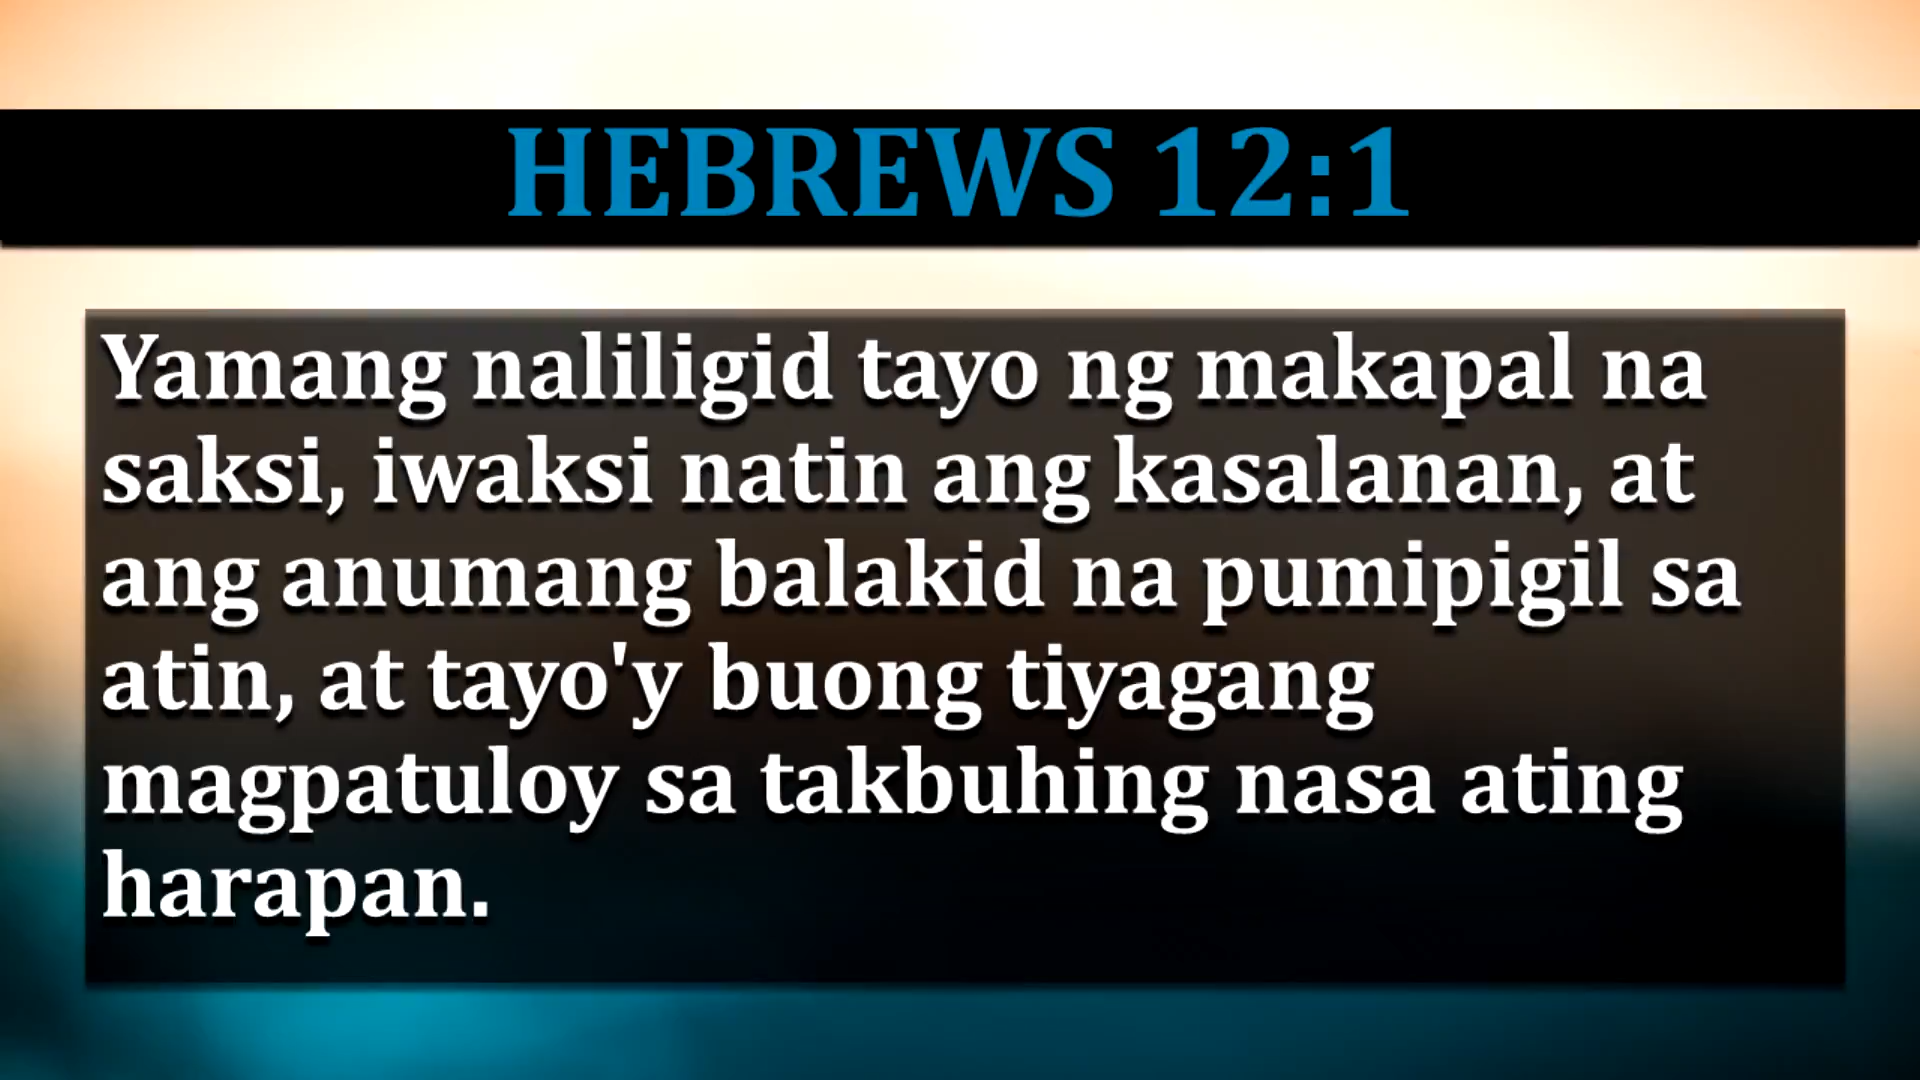 HEBREWS 12:1
Yamang naliligid tayo ng makapal na
saksi, iwaksi natin ang kasalanan, at
ang anumang balakid na pumipigil sa
atin, at tayo'y buong tiyagang
magpatuloy sa takbuhing nasa ating
harapan.